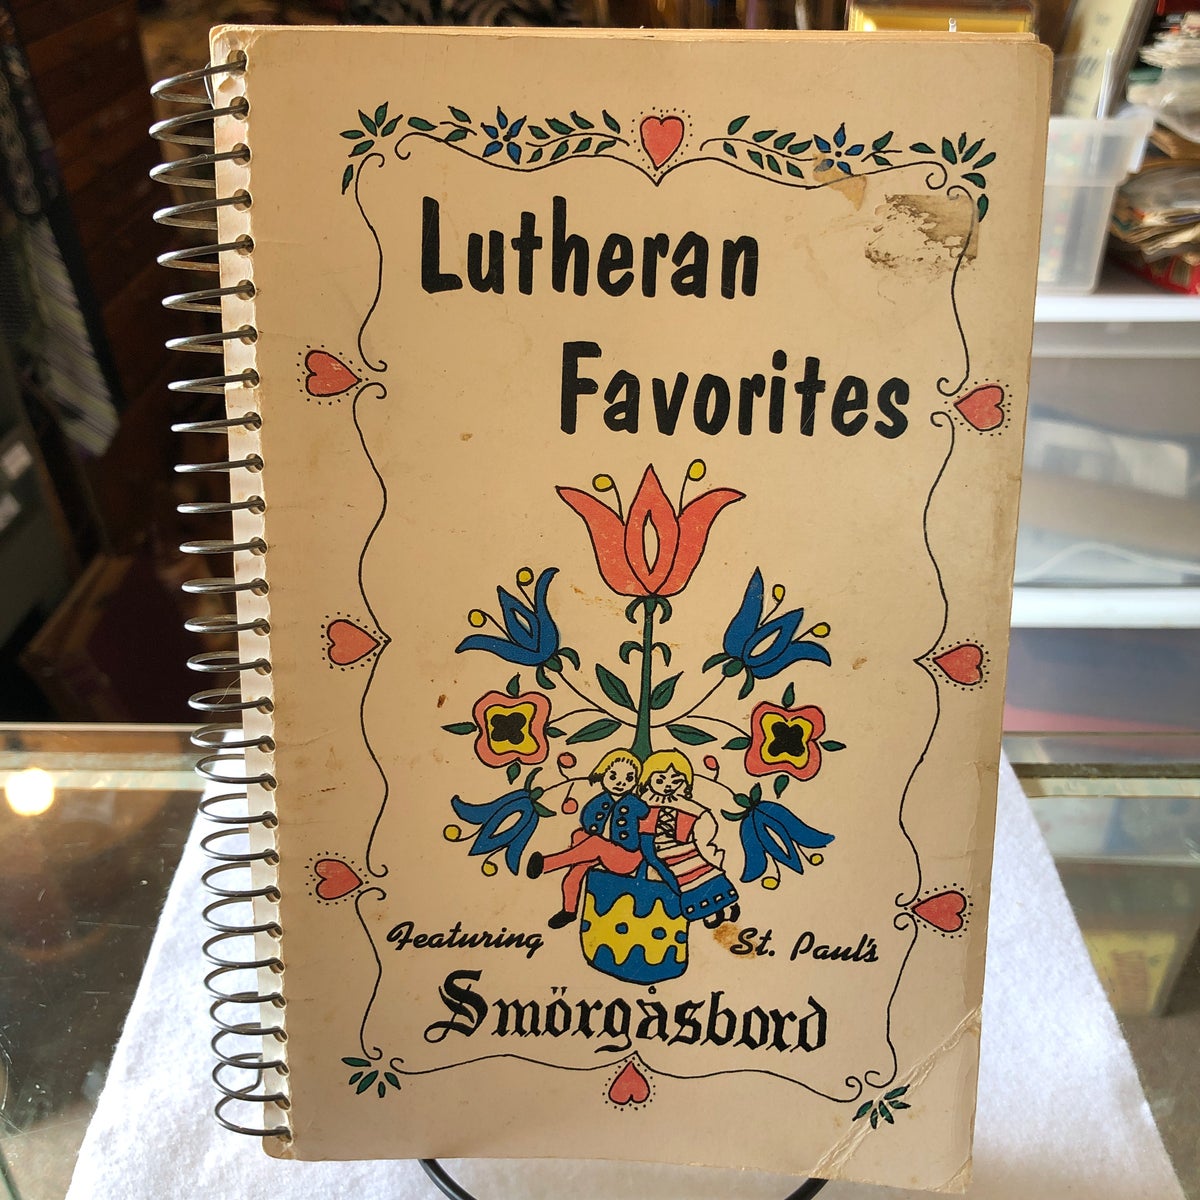 Lutheran
Favorites
Featuring St. Paul's
Smörgåsbord